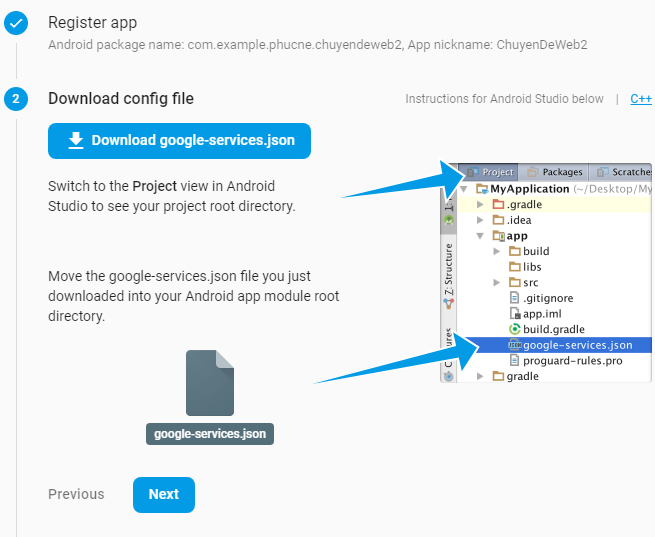 Register app
Android package name: com.example.phucne.chuyendeweb2, App nickname: ChuyenDeWeb2
2
Download config file
Instructions for Android Studio below | C++
Download google-services.json
Switch to the Project view in Android
Studio to see your project root directory.
Move the google-services.json file you just
downloaded into your Android app module root
directory.
google-services.json
Previous
Next
Project Packages Scratches
MyApplication (~/Desktop/My
.gradle
.idea
app
build
libs
src
.gitignore
app.iml
build.gradle
google-services.json
proguard-rules.pro
gradle
Z: Structure